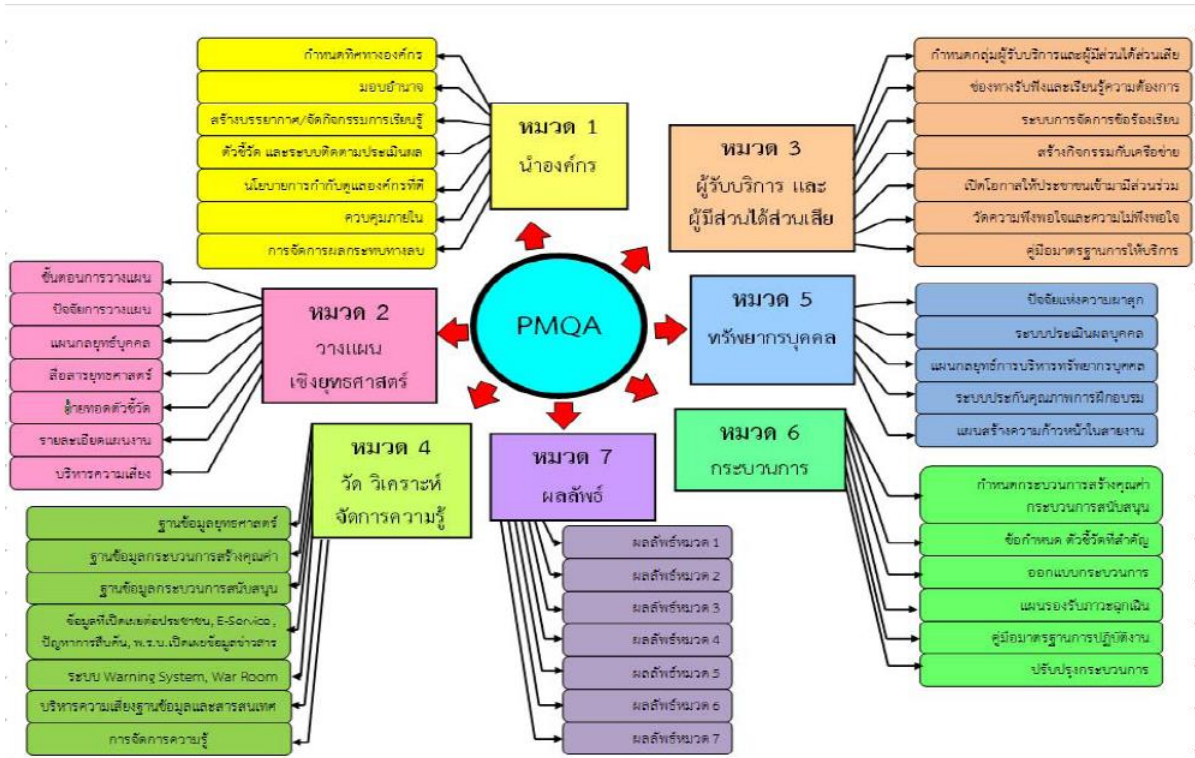 PMQA
หมวด 1
นำองค์กร
กำหนดทิศทางองค์กร
มอบอำนาจ
สร้างบรรยากาศ/จัดกิจกรรมการเรียนรู้
ตัวชี้วัด และระบบติดตามประเมินผล
นโยบายการกำกับดูแลองค์กรที่ดี
ควบคุมภายใน
การจัดการผลกระทบทางลบ
หมวด 2
วางแผน
เชิงยุทธศาสตร์
ขั้นตอนการวางแผน
ปัจจัยการวางแผน
แผนกลยุทธ์บุคคล
สื่อสารยุทธศาสตร์
ถ่ายทอดตัวชี้วัด
รายละเอียดแผนงาน
บริหารความเสี่ยง
หมวด 3
ผู้รับบริการ และ
ผู้มีส่วนได้ส่วนเสีย
กำหนดกลุ่มผู้รับบริการและผู้มีส่วนได้ส่วนเสีย
ช่องทางรับฟังและเรียนรู้ความต้องการ
ระบบการจัดการข้อร้องเรียน
สร้างกิจกรรมกับเครือข่าย
เปิดโอกาสให้ประชาชนเข้ามามีส่วนร่วม
วัดความพึงพอใจและความไม่พึงพอใจ
คู่มือมาตรฐานการให้บริการ
หมวด 4
วัด วิเคราะห์
จัดการความรู้
ฐานข้อมูลยุทธศาสตร์
ฐานข้อมูลกระบวนการสร้างคุณค่า
ฐานข้อมูลกระบวนการสนับสนุน
ข้อมูลที่เปิดเผยต่อประชาชน, E-Service,
ปัญหาการสืบค้น, พ.ร.บ.เปิดเผยข้อมูลข่าวสาร
ระบบ Warning System, War Room
บริหารความเสี่ยงฐานข้อมูลและสารสนเทศ
การจัดการความรู้
หมวด 5
ทรัพยากรบุคคล
ปัจจัยแห่งความผาสุก
ระบบประเมินผลบุคคล
แผนกลยุทธ์การบริหารทรัพยากรบุคคล
ระบบประกันคุณภาพการฝึกอบรม
แผนสร้างความก้าวหน้าในสายงาน
หมวด 6
กระบวนการ
กำหนดกระบวนการสร้างคุณค่า
กระบวนการสนับสนุน
ข้อกำหนด ตัวชี้วัดที่สำคัญ
ออกแบบกระบวนการ
แผนรองรับภาวะฉุกเฉิน
คู่มือมาตรฐานการปฏิบัติงาน
ปรับปรุงกระบวนการ
หมวด 7
ผลลัพธ์
ผลลัพธ์หมวด 1
ผลลัพธ์หมวด 2
ผลลัพธ์หมวด 3
ผลลัพธ์หมวด 4
ผลลัพธ์หมวด 5
ผลลัพธ์หมวด 6
ผลลัพธ์หมวด 7